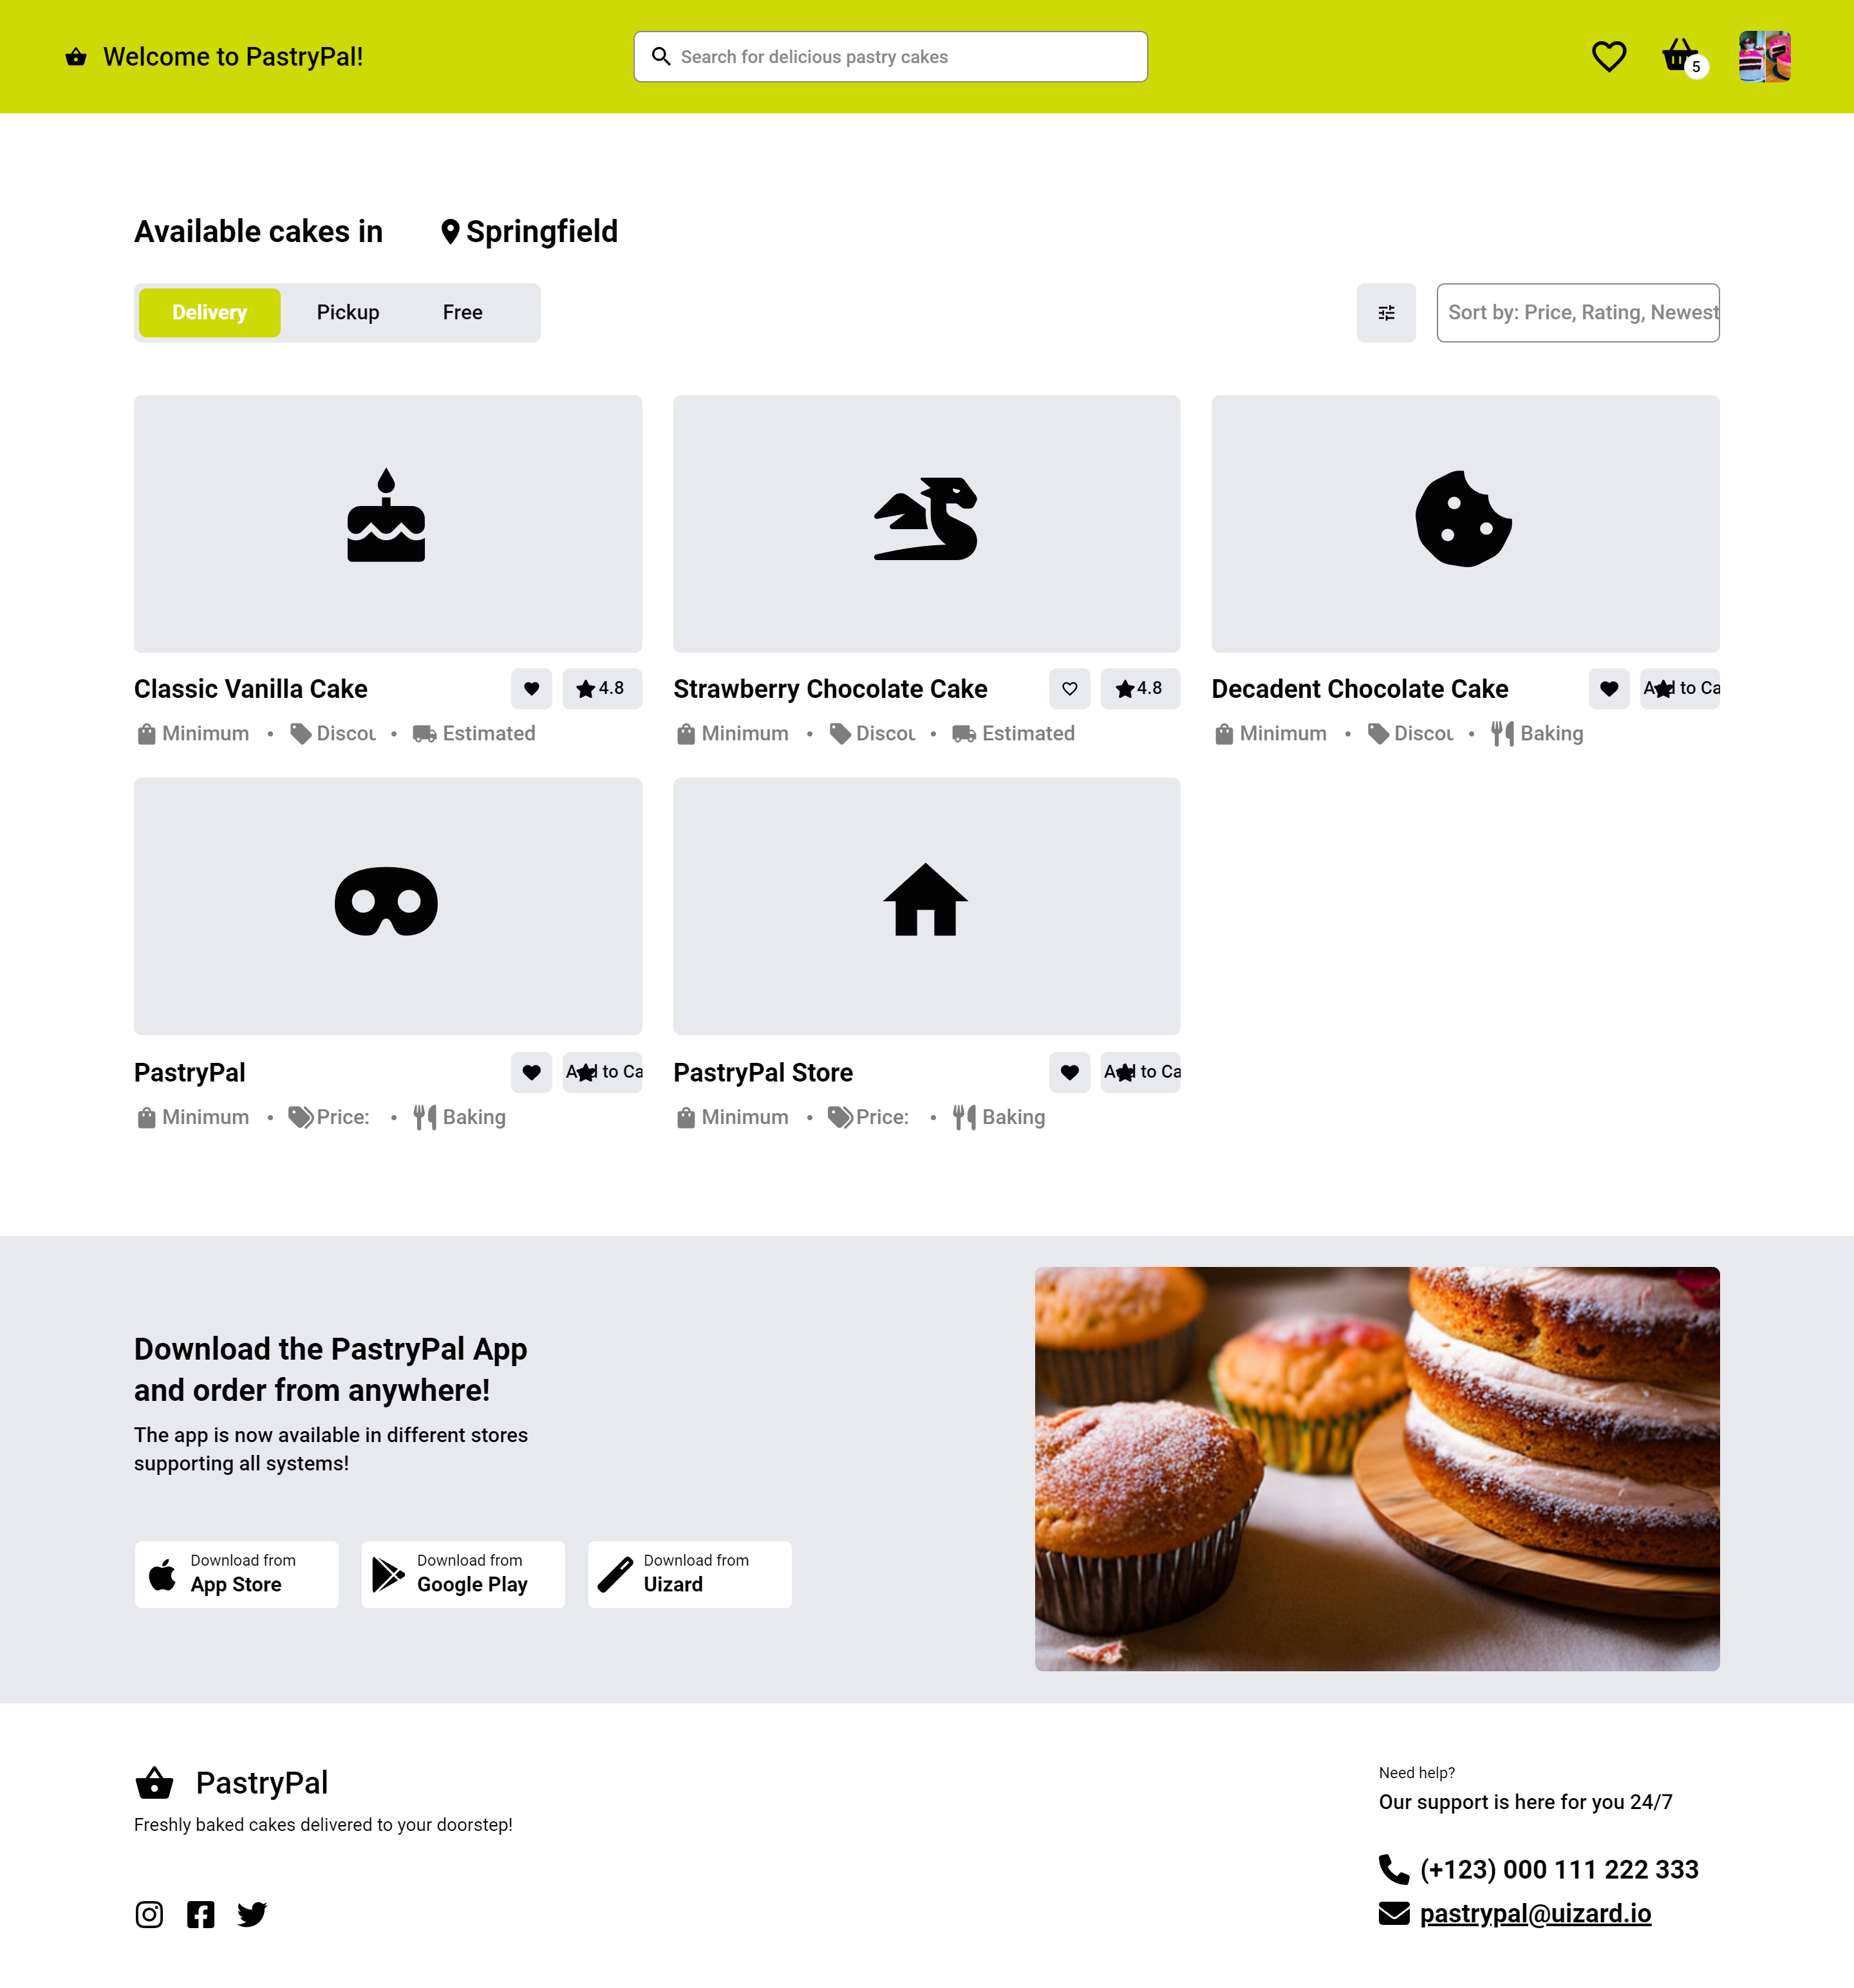 Welcome to PastryPal!
Search for delicious pastry cakes
5
Available cakes in Springfield
Delivery Pickup Free
Sort by: Price, Rating, Newest
Classic Vanilla Cake 4.8
Minimum • Discou • Estimated
Strawberry Chocolate Cake 4.8
Minimum • Discou • Estimated
Decadent Chocolate Cake Add to Ca
Minimum • Discou • Baking
PastryPal Add to Ca
Minimum • Price: • Baking
PastryPal Store Add to Ca
Minimum • Price: • Baking
Download the PastryPal App
and order from anywhere!
The app is now available in different stores
supporting all systems!
Download from
App Store
Download from
Google Play
Download from
Uizard
PastryPal
Freshly baked cakes delivered to your doorstep!
Need help?
Our support is here for you 24/7
(+123) 000 111 222 333
pastrypal@uizard.io